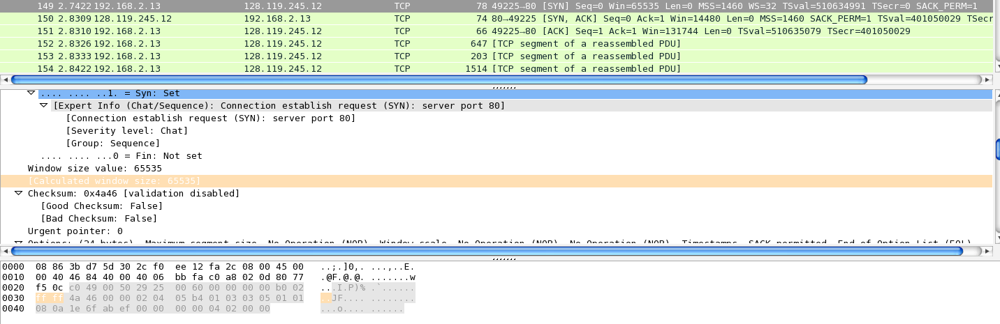 149 2.7422 192.168.2.13 128.119.245.12 TCP 78 49225→80 [SYN] Seq=0 Win=65535 Len=0 MSS=1460 WS=32 TSval=510634991 TSecr=0 SACK_PERM=1
150 2.8309 128.119.245.12 192.168.2.13 TCP 74 80→49225 [SYN, ACK] Seq=0 Ack=1 Win=14480 Len=0 MSS=1460 SACK_PERM=1 TSval=401050029 TSecr
151 2.8310 192.168.2.13 128.119.245.12 TCP 66 49225→80 [ACK] Seq=1 Ack=1 Win=131744 Len=0 TSval=510635079 TSecr=401050029
152 2.8326 192.168.2.13 128.119.245.12 TCP 647 [TCP segment of a reassembled PDU]
153 2.8333 192.168.2.13 128.119.245.12 TCP 203 [TCP segment of a reassembled PDU]
154 2.8422 192.168.2.13 128.119.245.12 TCP 1514 [TCP segment of a reassembled PDU]
.... .... ..1. = Syn: Set
[Expert Info (Chat/Sequence): Connection establish request (SYN): server port 80]
[Connection establish request (SYN): server port 80]
[Severity level: Chat]
[Group: Sequence]
.... .... ...0 = Fin: Not set
Window size value: 65535
[Calculated window size: 65535]
Checksum: 0x4a46 [validation disabled]
[Good Checksum: False]
[Bad Checksum: False]
Urgent pointer: 0
Options: (24 bytes), Maximum segment size, No-Operation (NOP), Window scale, No-Operation (NOP), No-Operation (NOP), Timestamps, SACK permitted, End of Option List (EOL)
0000 08 86 3b d7 5d 30 2c f0 ee 12 fa 2c 08 00 45 00 ..;.]0,. ...,..E.
0010 00 40 46 84 40 00 40 06 bb fa c0 a8 02 0d 80 77 .@F.@.@. .......w
0020 f5 0c c0 49 00 50 29 25 00 60 00 00 00 00 b0 02 ...I.P)% .`......
0030 ff ff 4a 46 00 00 02 04 05 b4 01 03 03 05 01 01 ..JF.... ........
0040 08 0a 1e 6f ab ef 00 00 00 00 04 02 00 00 ...o.... ......